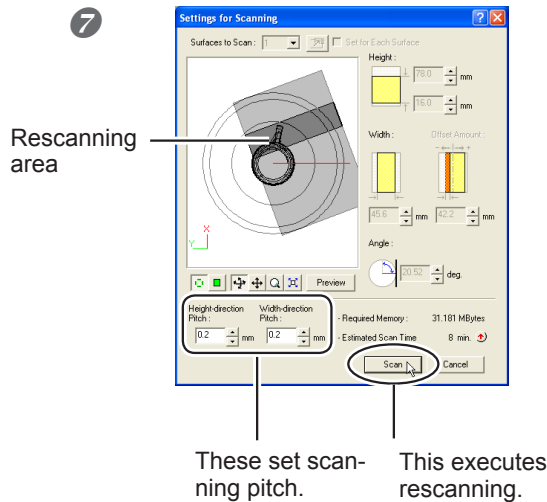 7
Settings for Scanning
Surfaces to Scan : 1 Set for Each Surface
Height :
78.0 mm
16.0 mm
Rescanning
area
Width : Offset Amount :
- +
45.6 mm 42.2 mm
X
Y
Angle :
20.52 deg.
Preview
Height-direction
Pitch :
Width-direction
Pitch :
0.2 mm 0.2 mm
- Required Memory : 31.181 MBytes
- Estimated Scan Time 8 min.
Scan Cancel
These set scan-
ning pitch.
This executes
rescanning.